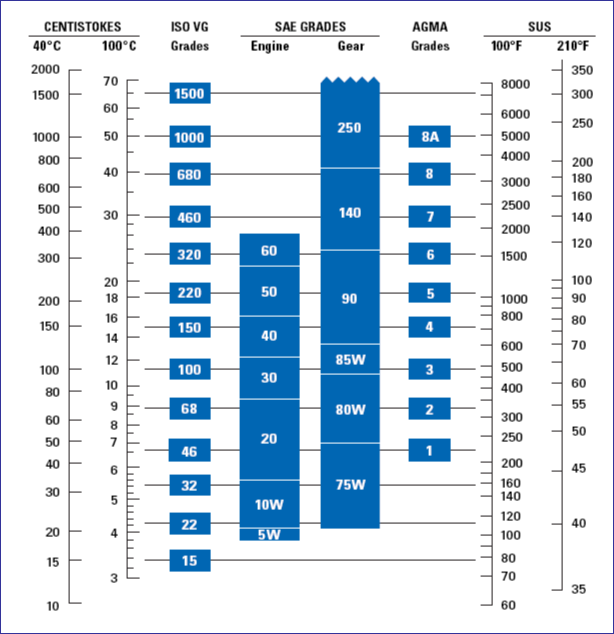 CENTISTOKES ISO VG SAE GRADES AGMA SUS
40°C 100°C Grades Engine Gear Grades 100°F 210°F
2000 350
70 8000
1500 1500 300
60 6000
250 250
1000 50 1000 8A 5000
800 4000 200
40 680 8 180
600 3000
160
500 30 460 140 7 2500 140
400 2000
120
300 320 60 6 1500
20 100
200 18 220 50 90 5 1000 90
150 16 150 4 800 80
14 40 70
600
12 85W
100 100 30 3 500
10 60
80 400
9 68 80W 2 55
60 8 300
50 7 20 250 50
46 1
40 6 200 45
30 32 75W 160
5 10W 140
22 120 40
20 4 5W 100
15 15 80
3 70
35
10 60